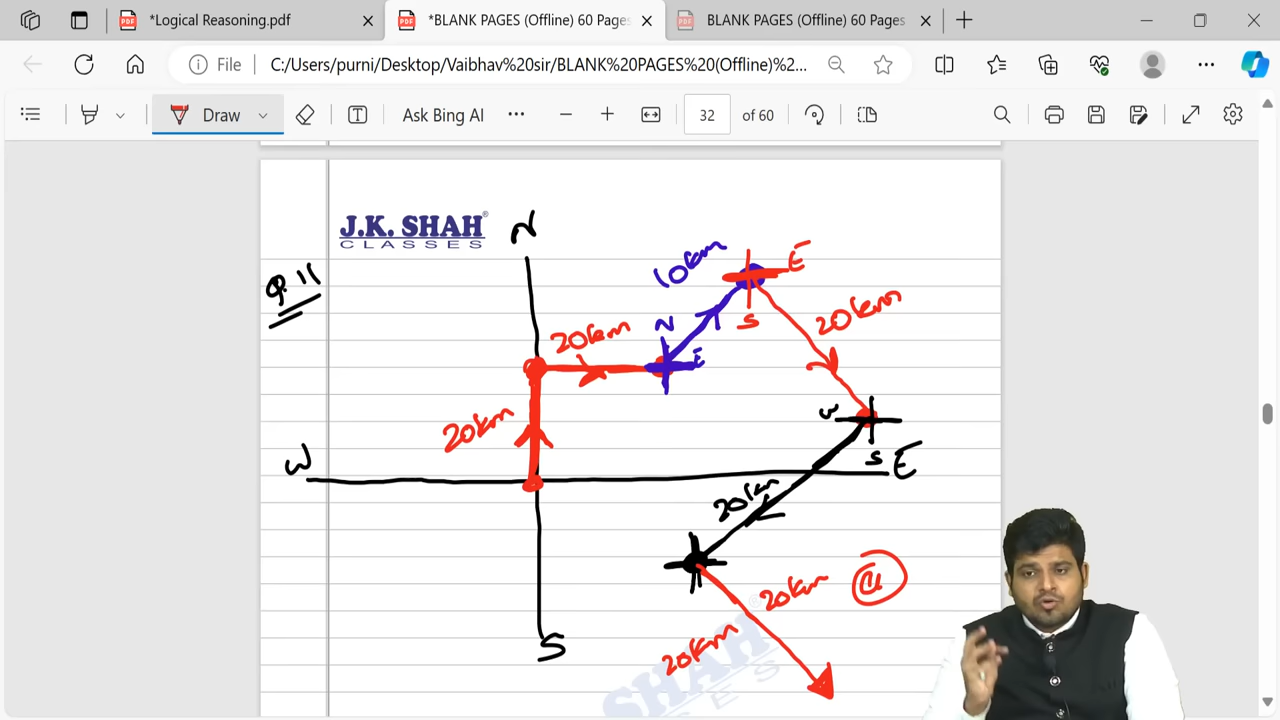 *Logical Reasoning.pdf
*BLANK PAGES (Offline) 60 Pages
BLANK PAGES (Offline) 60 Pages
File
C:/Users/purni/Desktop/Vaibhav%20sir/BLANK%20PAGES%20(Offline)%2...
Draw
Ask Bing AI
32
of 60
J.K. SHAH®
CLASSES
N
Q.11
10km
E
20km
S
20km
N
E
20km
W
S
E
W
20km
20km
20km
S
SHAH